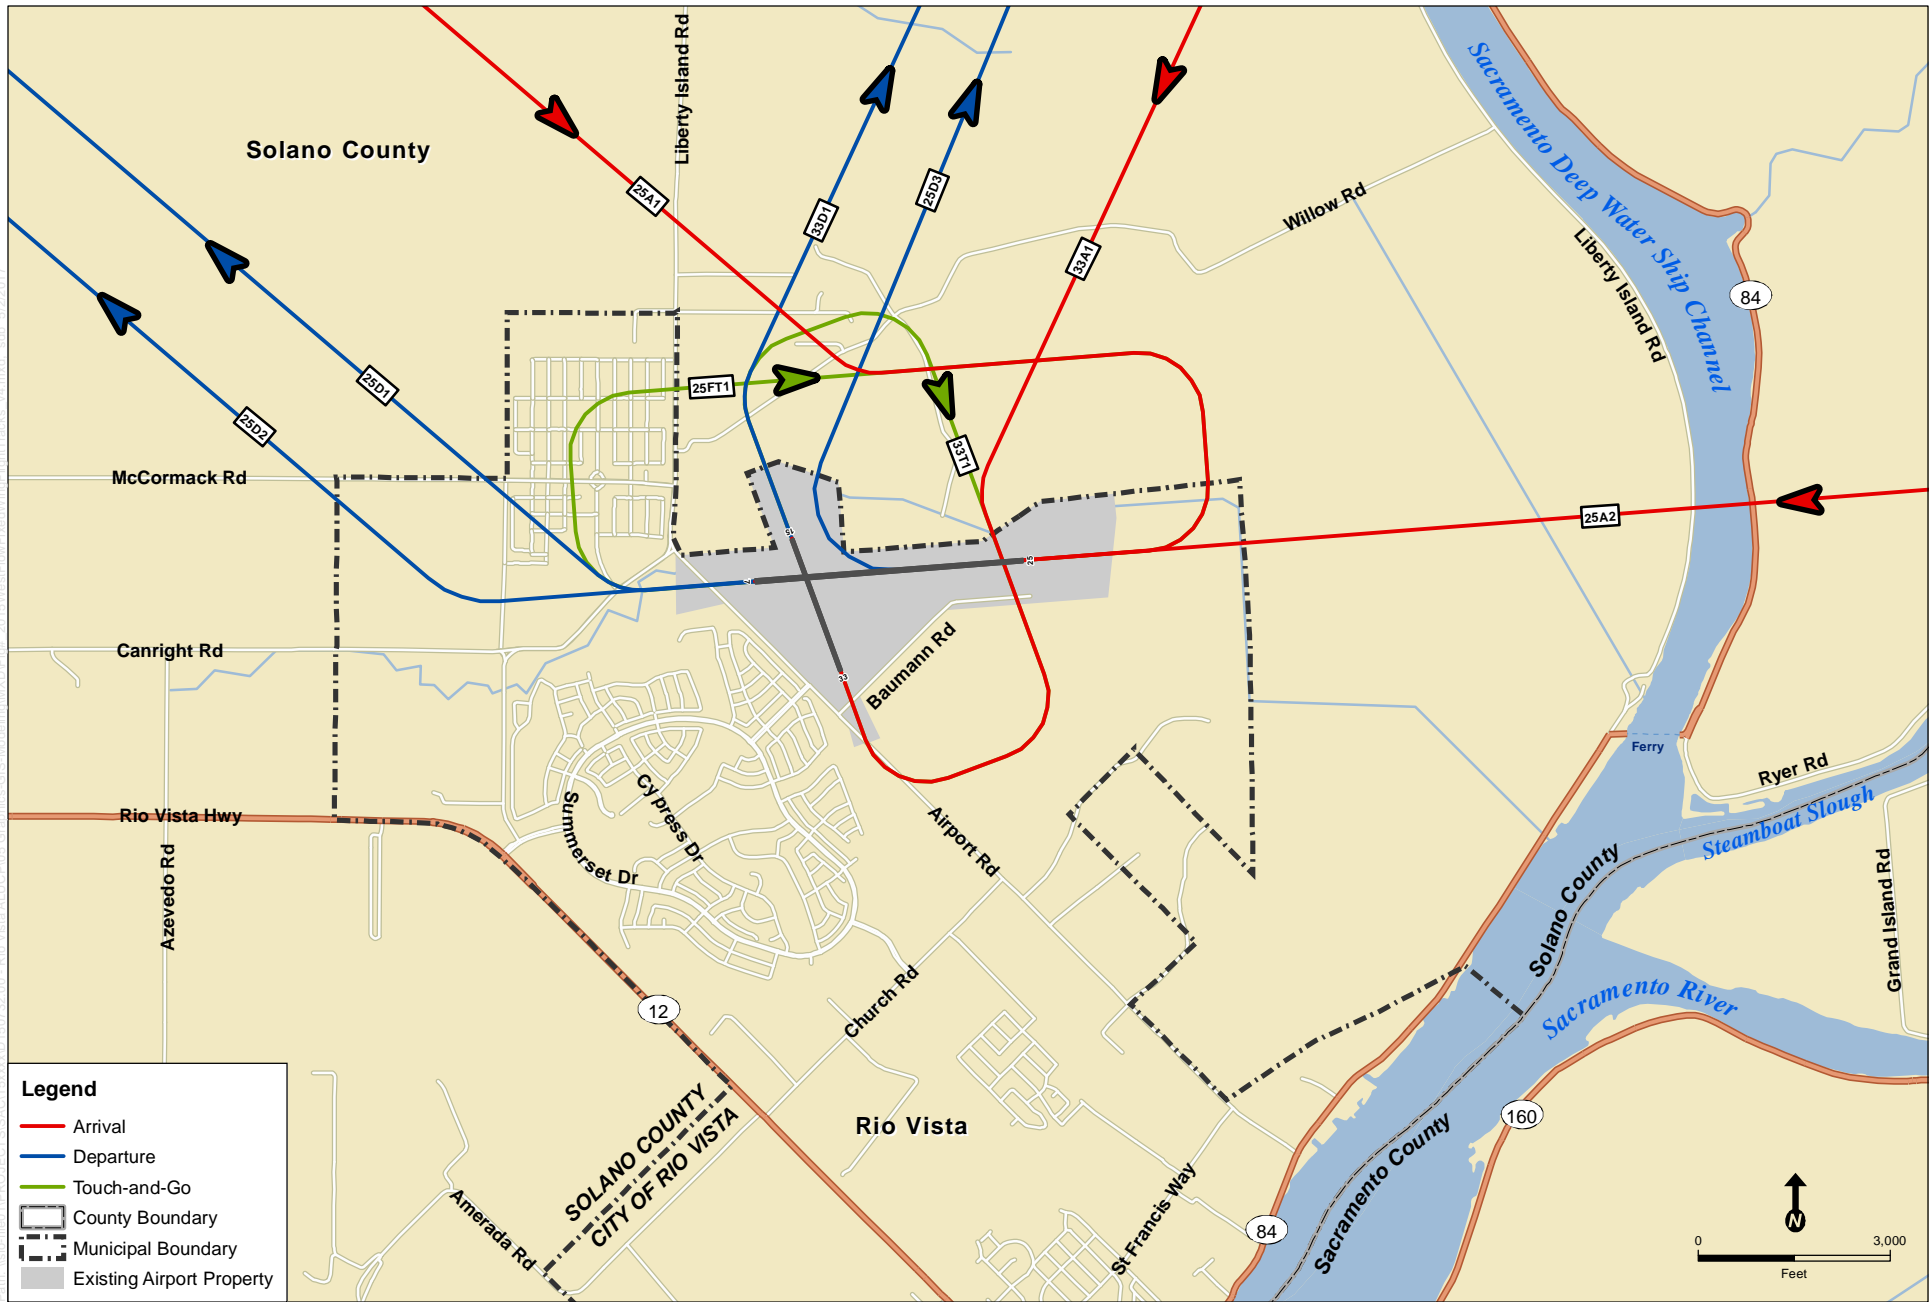 Solano County
Liberty Island Rd
25A1
33D1
25D3
33A1
Willow Rd
Sacramento Deep Water Ship Channel
Liberty Island Rd
84
25FT1
25D1
25D2
33T1
McCormack Rd
25A2
15
7
25
33
Canright Rd
Baumann Rd
Ferry
Ryer Rd
Steamboat Slough
Rio Vista Hwy
Summerset Dr
Cypress Dr
Airport Rd
Azevedo Rd
Solano County
Grand Island Rd
Church Rd
Sacramento River
12
Rio Vista
160
SOLANO COUNTY
CITY OF RIO VISTA
Amerada Rd
St Francis Way
84
Sacramento County
Legend
Arrival
Departure
Touch-and-Go
County Boundary
Municipal Boundary
Existing Airport Property
N
0 3,000
Feet